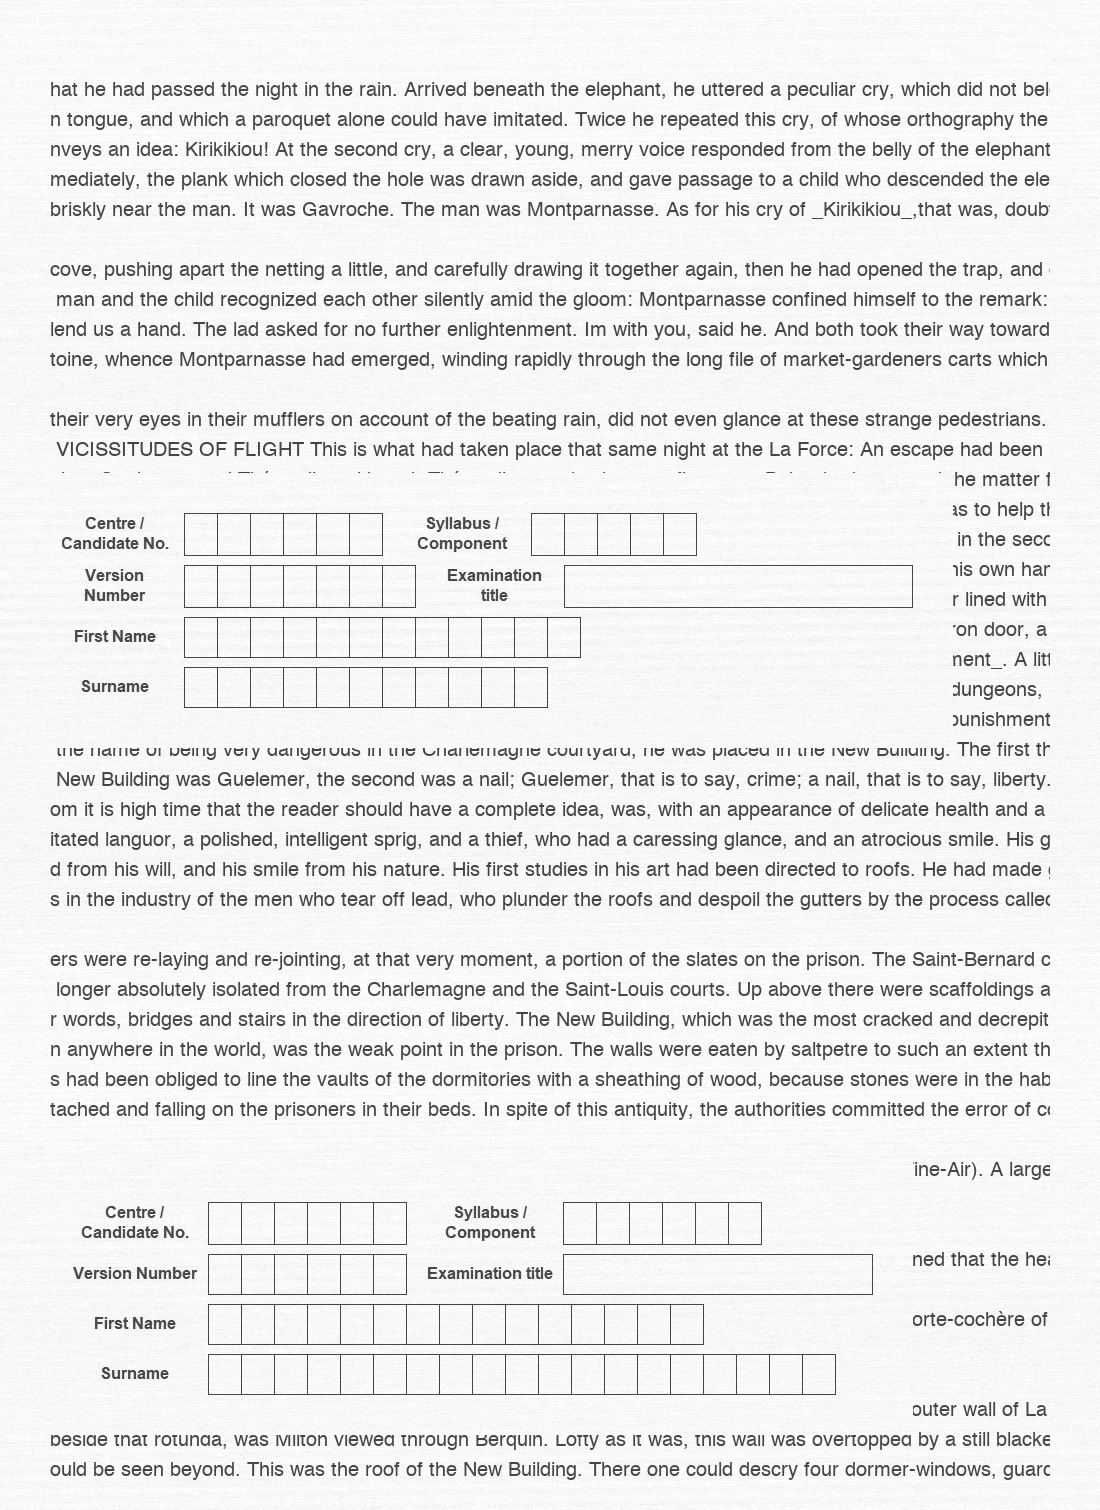 hat he had passed the night in the rain. Arrived beneath the elephant, he uttered a peculiar cry, which did not
n tongue, and which a paroquet alone could have imitated. Twice he repeated this cry, of whose orthography the
nveys an idea: Kirikikiou! At the second cry, a clear, young, merry voice responded from the belly of the elephant
mediately, the plank which closed the hole was drawn aside, and gave passage to a child who descended the ele
briskly near the man. It was Gavroche. The man was Montparnasse. As for his cry of _Kirikikiou_,that was,
cove, pushing apart the netting a little, and carefully drawing it together again, then he had opened the trap, and
man and the child recognized each other silently amid the gloom: Montparnasse confined himself to the remark:
lend us a hand. The lad asked for no further enlightenment. Im with you, said he. And both took their way toward
toine, whence Montparnasse had emerged, winding rapidly through the long file of market-gardeners carts which
their very eyes in their mufflers on account of the beating rain, did not even glance at these strange pedestrians.
VICISSITUDES OF FLIGHT This is what had taken place that same night at the La Force: An escape had been
he matter
as to help
Centre / Candidate No. Syllabus / Component
in the seco
his own har
Version Number Examination title
r lined with
ron door, a
First Name
ment_. A litt
dungeons,
Surname
punishment
the name of being very dangerous in the Charlemagne courtyard, he was placed in the New Building. The first th
New Building was Guelemer, the second was a nail; Guelemer, that is to say, crime; a nail, that is to say, liberty.
om it is high time that the reader should have a complete idea, was, with an appearance of delicate health and a
itated languor, a polished, intelligent sprig, and a thief, who had a caressing glance, and an atrocious smile. His g
d from his will, and his smile from his nature. His first studies in his art had been directed to roofs. He had made
s in the industry of the men who tear off lead, who plunder the roofs and despoil the gutters by the process called
ers were re-laying and re-jointing, at that very moment, a portion of the slates on the prison. The Saint-Bernard c
longer absolutely isolated from the Charlemagne and the Saint-Louis courts. Up above there were scaffoldings a
r words, bridges and stairs in the direction of liberty. The New Building, which was the most cracked and decrepit
n anywhere in the world, was the weak point in the prison. The walls were eaten by saltpetre to such an extent th
s had been obliged to line the vaults of the dormitories with a sheathing of wood, because stones were in the hab
tached and falling on the prisoners in their beds. In spite of this antiquity, the authorities committed the error of
ine-Air). A large
Centre / Candidate No. Syllabus / Component
ned that the hea
Version Number Examination title
First Name
orte-cochère of
Surname
outer wall of La
beside that rotunda, was Milton viewed through Berquin. Lofty as it was, this wall was overtopped by a still blacke
ould be seen beyond. This was the roof of the New Building. There one could descry four dormer-windows, guard